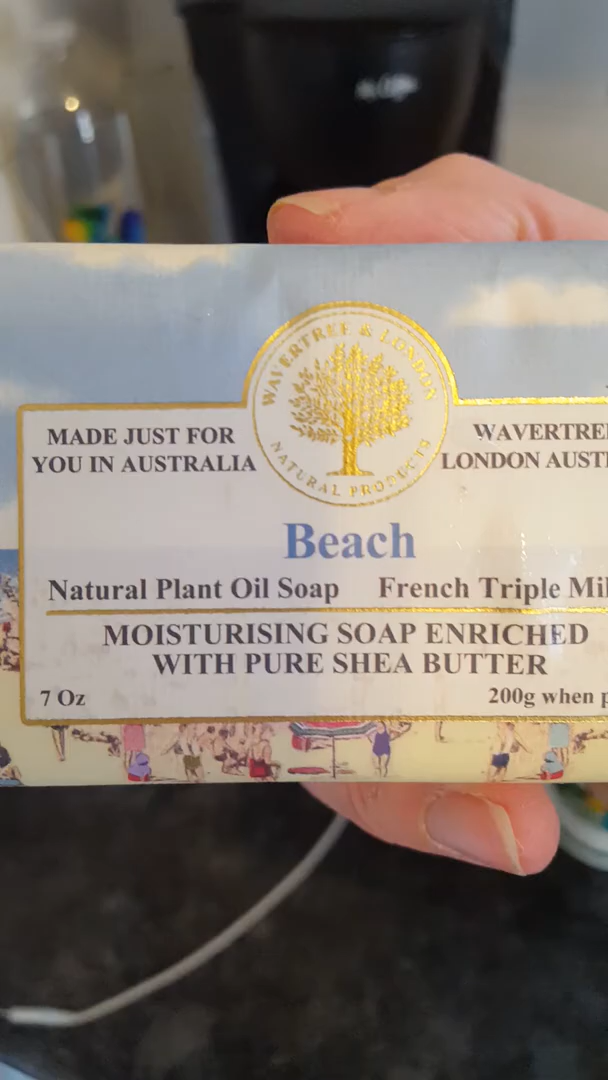 WAVERTREE & LONDON
NATURAL PRODUCTS
MADE JUST FOR
YOU IN AUSTRALIA
WAVERTREE
LONDON AUST
Beach
Natural Plant Oil Soap French Triple Mil
MOISTURISING SOAP ENRICHED
WITH PURE SHEA BUTTER
7 Oz 200g when p